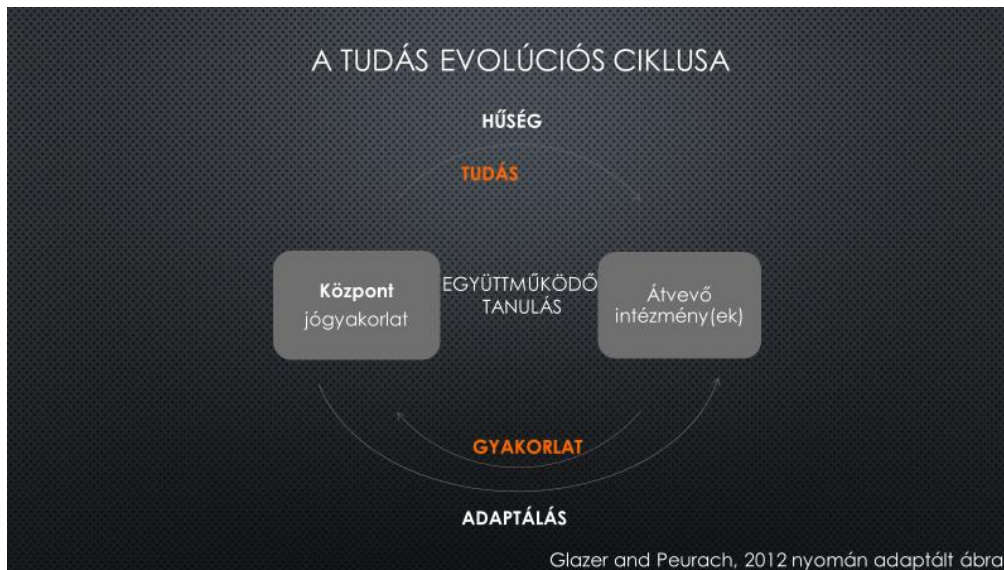 A TUDÁS EVOLÚCIÓS CIKLUSA
HŰSÉG
TUDÁS
Központ
jógyakorlat
EGYÜTTMŰKÖDŐ
TANULÁS
Átvevő
intézmény(ek)
GYAKORLAT
ADAPTÁLÁS
Glazer and Peurach, 2012 nyomán adaptált ábra